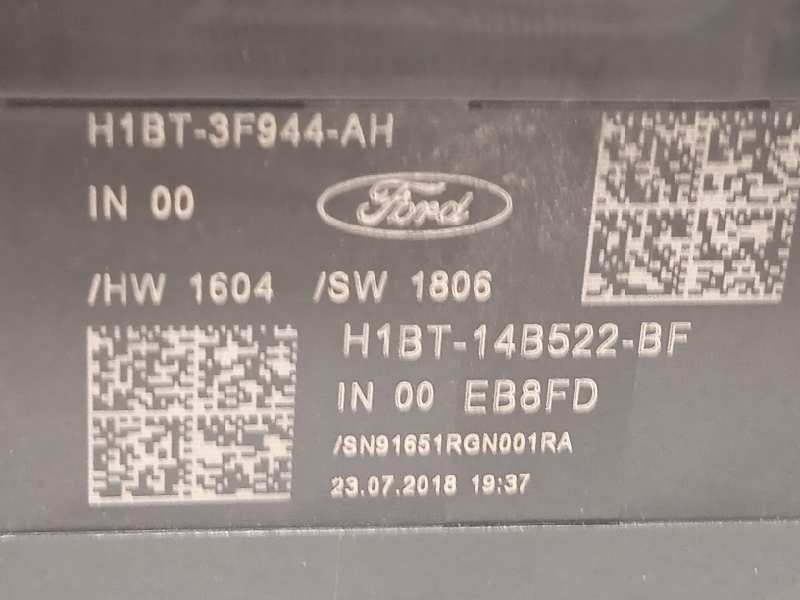 H1BT-3F944-AH
IN 00
Ford
/HW 1604 /SW 1806
H1BT-14B522-BF
IN 00 EB8FD
/SN91651RGN001RA
23.07.2018 19:37